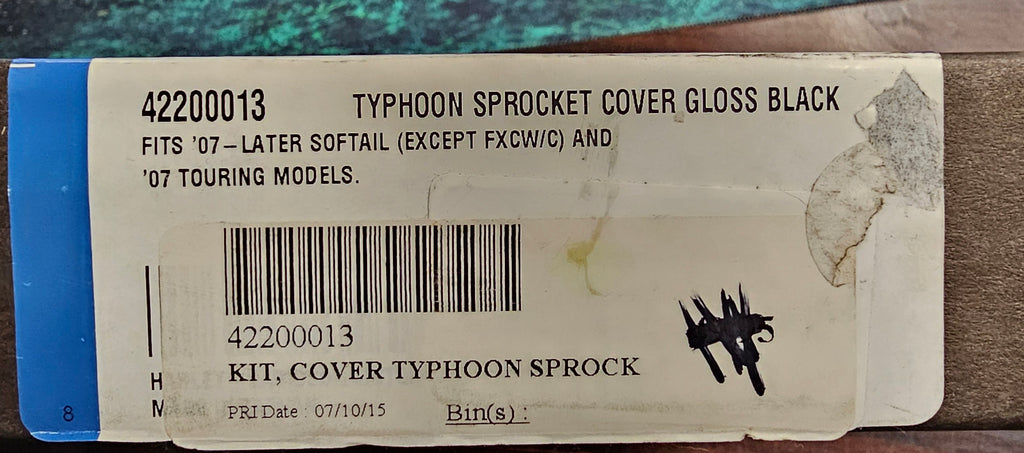 42200013 TYPHOON SPROCKET COVER GLOSS BLACK
FITS '07-LATER SOFTAIL (EXCEPT FXCW/C) AND
'07 TOURING MODELS.
42200013
KIT, COVER TYPHOON SPROCK
H
PRI Date : 07/10/15 Bin(s) :
M
8